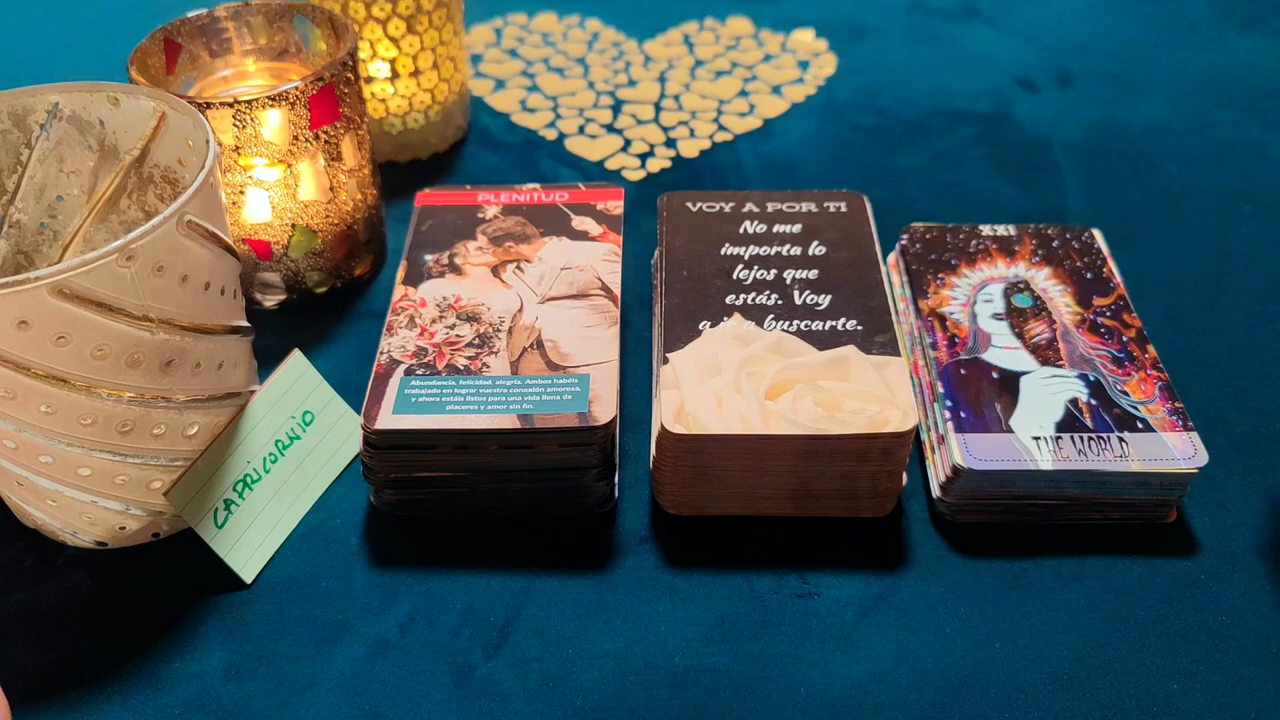 CAPRICORNIO
PLENITUD
Abundancia, felicidad, alegría. Ambos habéis
trabajado en lograr vuestra conexión amorosa,
y ahora estáis listos para una vida llena de
placeres y amor sin fin.
VOY A POR TI
No me
importa lo
lejos que
estás. Voy
a ir a buscarte.
XXI
THE WORLD